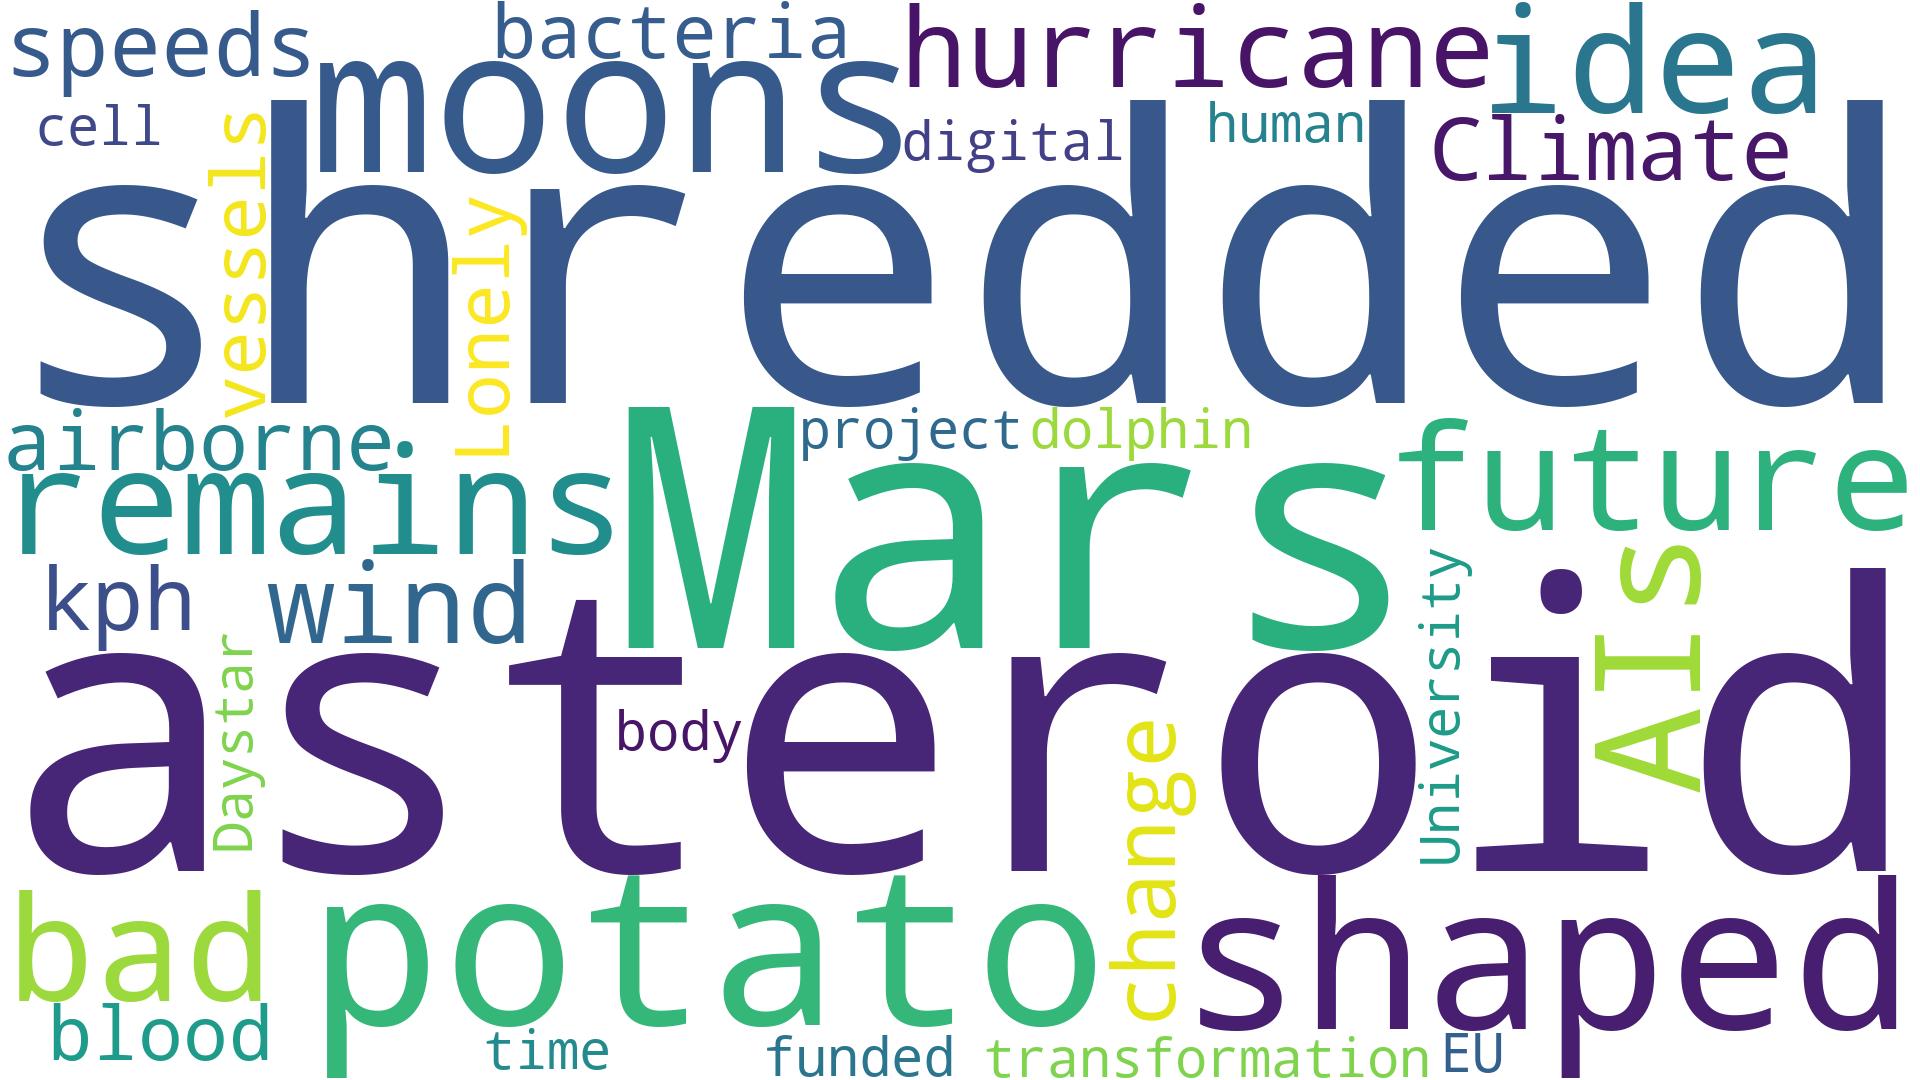 speeds
bacteria
hurricane
idea
cell
vessels
moons
digital
human
Climate
shredded
Lonely
airborne
project
dolphin
future
remains
Mars
AIs
kph
wind
University
Daystar
asteroid
body
change
bad
potato
shaped
blood
time
funded
transformation
EU